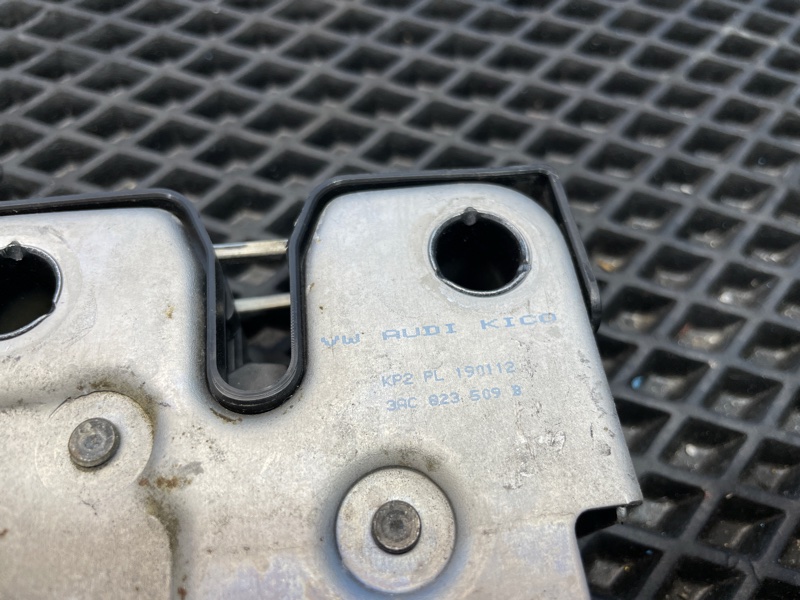 VW AUDI KICO
KP2 PL 190112
3AC 823 509 B